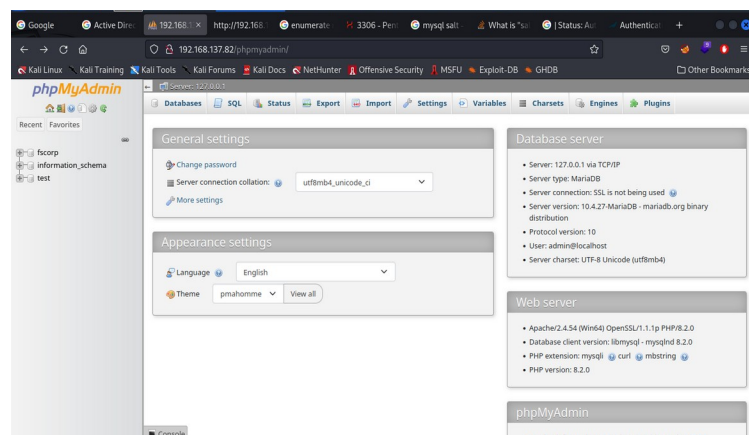 Google
Active Direc
192.168.1
http://192.168.1
enumerate
3306 - Pen
mysql salt
What is "sa
Status: Aut
Authenticat
192.168.137.82/phpmyadmin/
Kali Linux
Kali Training
Kali Tools
Kali Forums
Kali Docs
NetHunter
Offensive Security
MSFU
Exploit-DB
GHDB
Other Bookmarks
phpMyAdmin
Recent Favorites
fscorp
information_schema
test
Server: 127.0.0.1
Databases
SQL
Status
Export
Import
Settings
Variables
Charsets
Engines
Plugins
General settings
Change password
Server connection collation:
utf8mb4_unicode_ci
More settings
Appearance settings
Language
English
Theme
pmahomme
View all
Database server
• Server: 127.0.0.1 via TCP/IP
• Server type: MariaDB
• Server connection: SSL is not being used
• Server version: 10.4.27-MariaDB - mariadb.org binary
distribution
• Protocol version: 10
• User: admin@localhost
• Server charset: UTF-8 Unicode (utf8mb4)
Web server
• Apache/2.4.54 (Win64) OpenSSL/1.1.1p PHP/8.2.0
• Database client version: libmysql - mysqlnd 8.2.0
• PHP extension: mysqli curl mbstring
• PHP version: 8.2.0
phpMyAdmin
Console